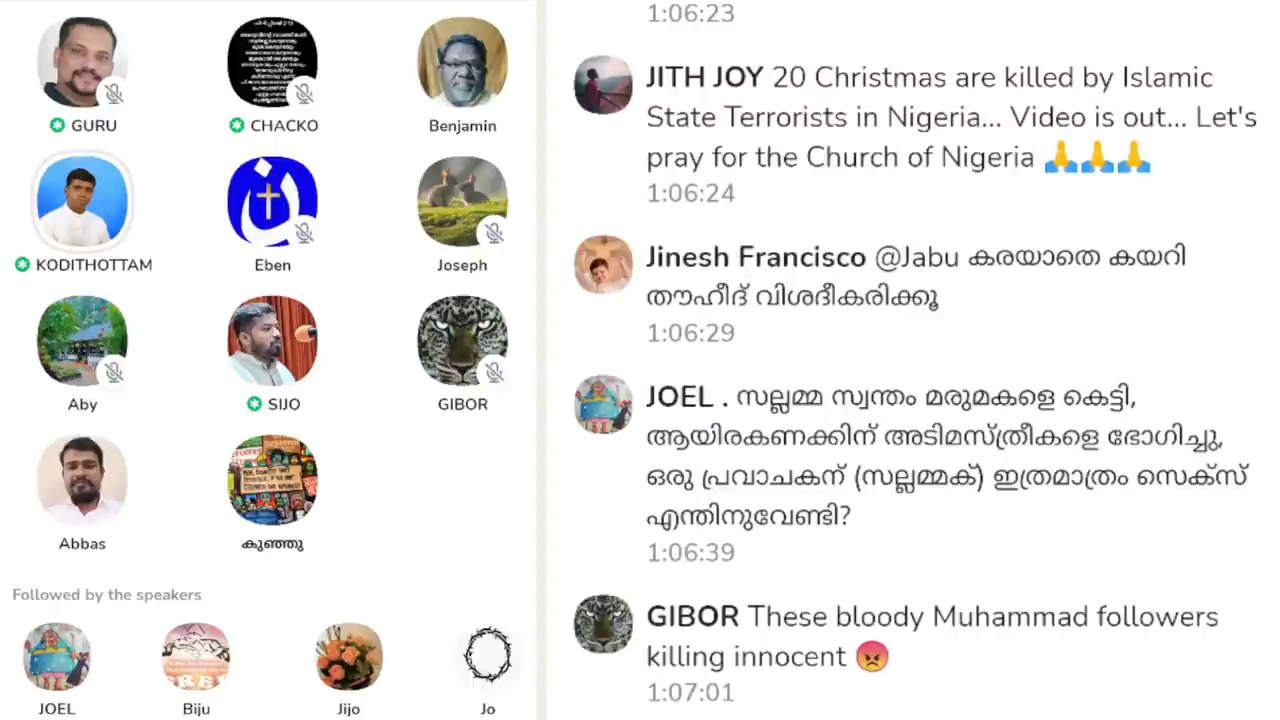 GURU
CHACKO
Benjamin
KODITHOTTAM
Eben
Joseph
Aby
SIJO
GIBOR
Abbas
കുഞ്ഞു
Followed by the speakers
JOEL
Biju
Jijo
Jo
1:06:23
JITH JOY 20 Christmas are killed by Islamic
State Terrorists in Nigeria... Video is out... Let's
pray for the Church of Nigeria 🙏🙏🙏
1:06:24
Jinesh Francisco @Jabu കരയാതെ കയറി
തൗഹീദ് വിശദീകരിക്കൂ
1:06:29
JOEL . സല്ലമ്മ സ്വന്തം മരുമകളെ കെട്ടി,
ആയിരകണക്കിന് അടിമസ്ത്രീകളെ ഭോഗിച്ചു,
ഒരു പ്രവാചകന് (സല്ലമ്മക്) ഇത്രമാത്രം സെക്സ്
എന്തിനുവേണ്ടി?
1:06:39
GIBOR These bloody Muhammad followers
killing innocent 😡
1:07:01